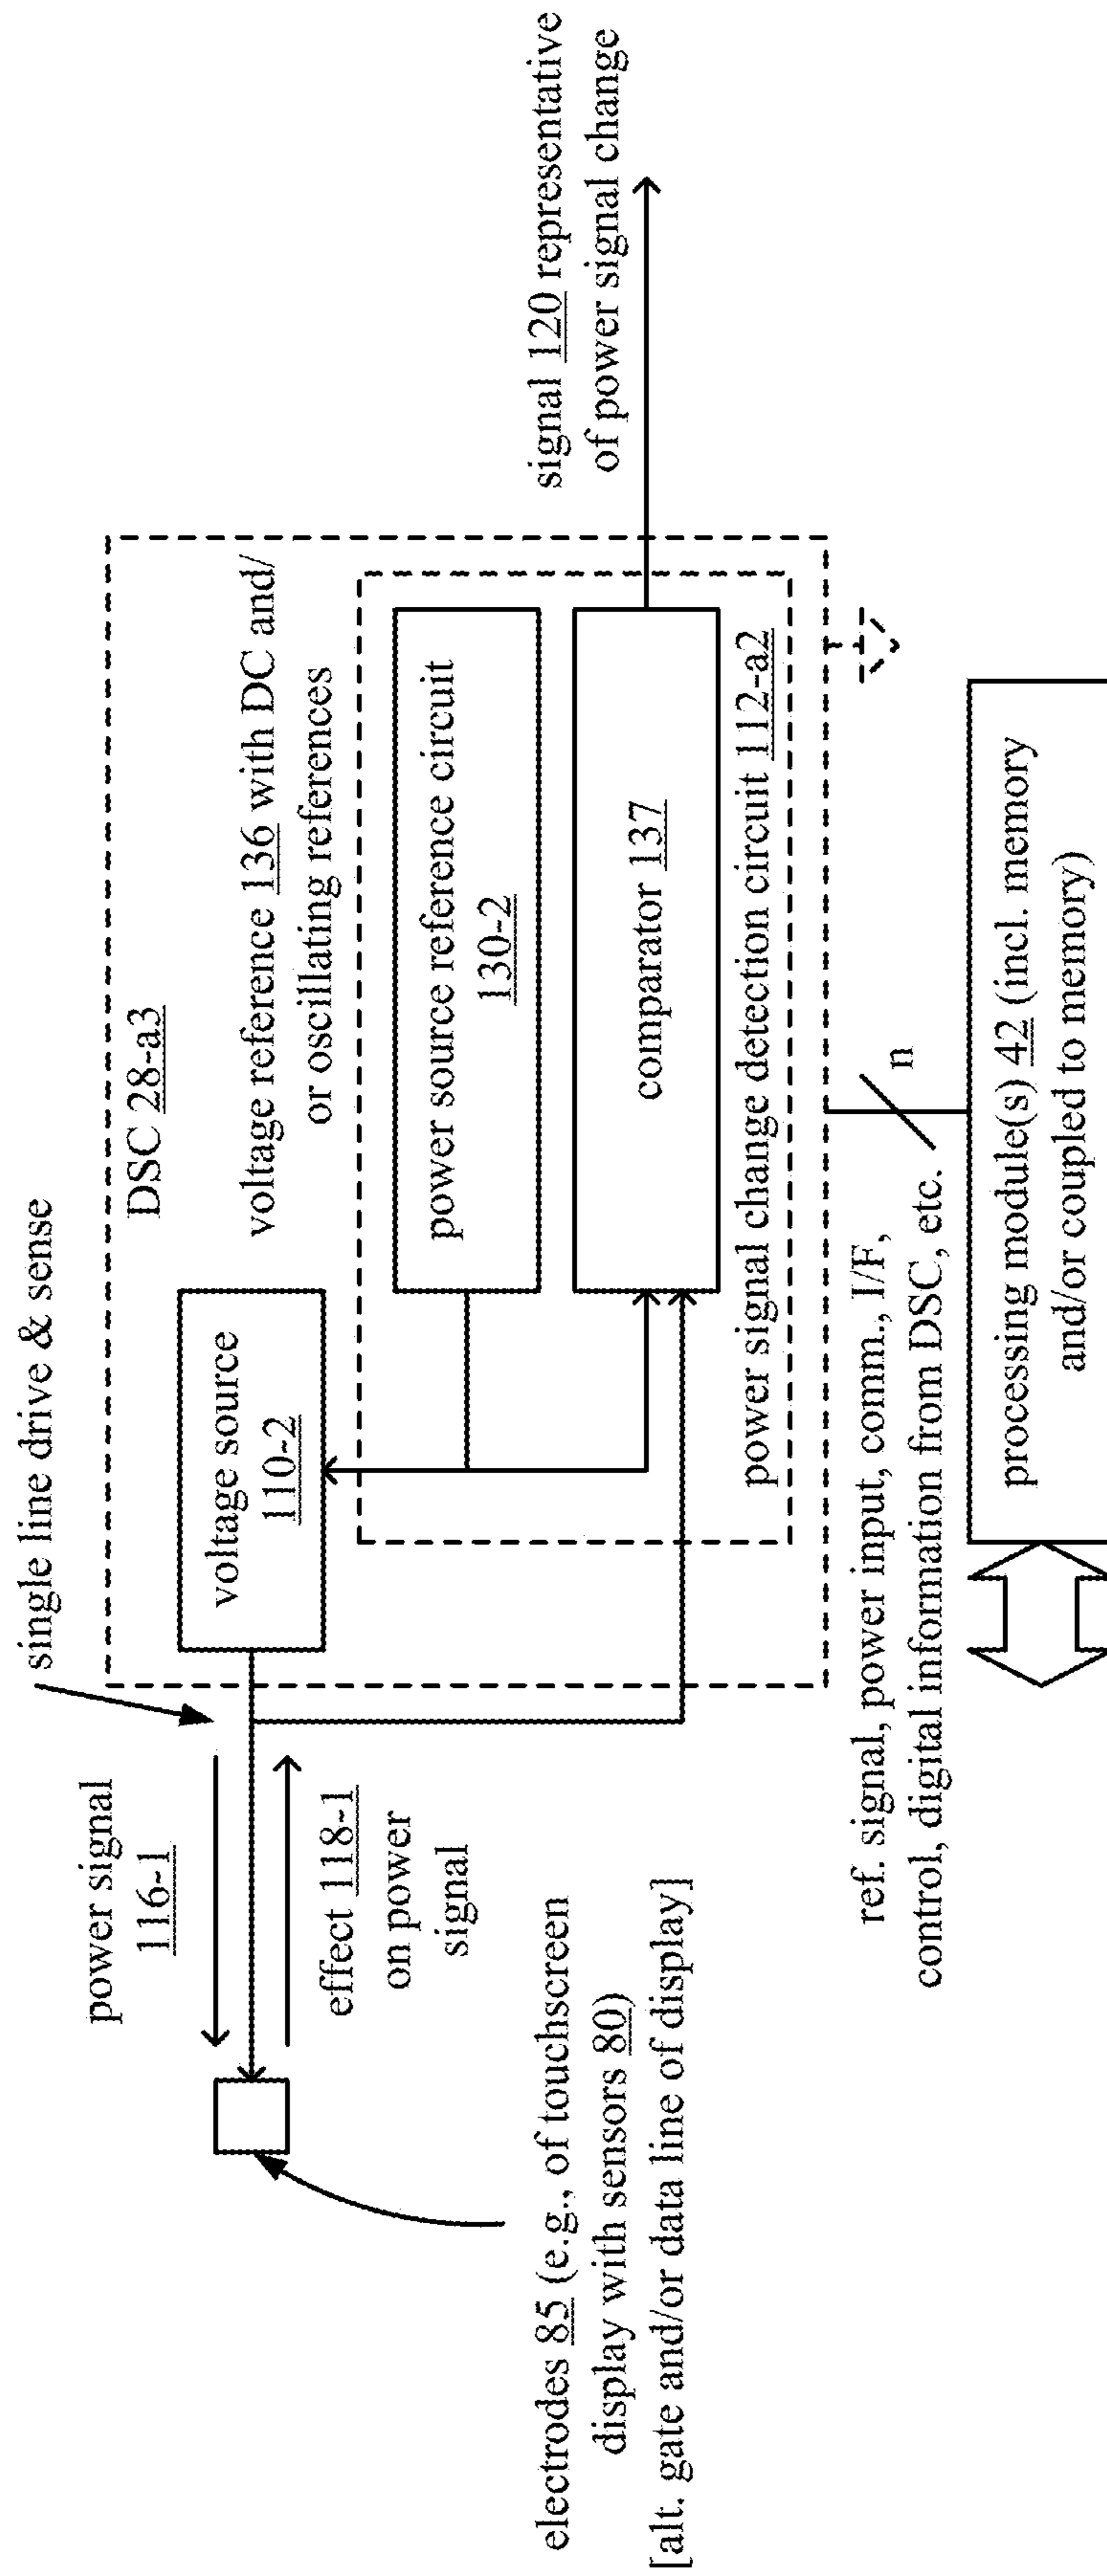 single line drive & sense
power signal
116-1
effect 118-1
on power
signal
electrodes 85 (e.g., of touchscreen
display with sensors 80)
[alt. gate and/or data line of display]
DSC 28-a3
voltage source
110-2
voltage reference 136 with DC and/
or oscillating references
power source reference circuit
130-2
comparator 137
power signal change detection circuit 112-a2
signal 120 representative
of power signal change
ref. signal, power input, comm., I/F,
control, digital information from DSC, etc.
n
processing module(s) 42 (incl. memory
and/or coupled to memory)